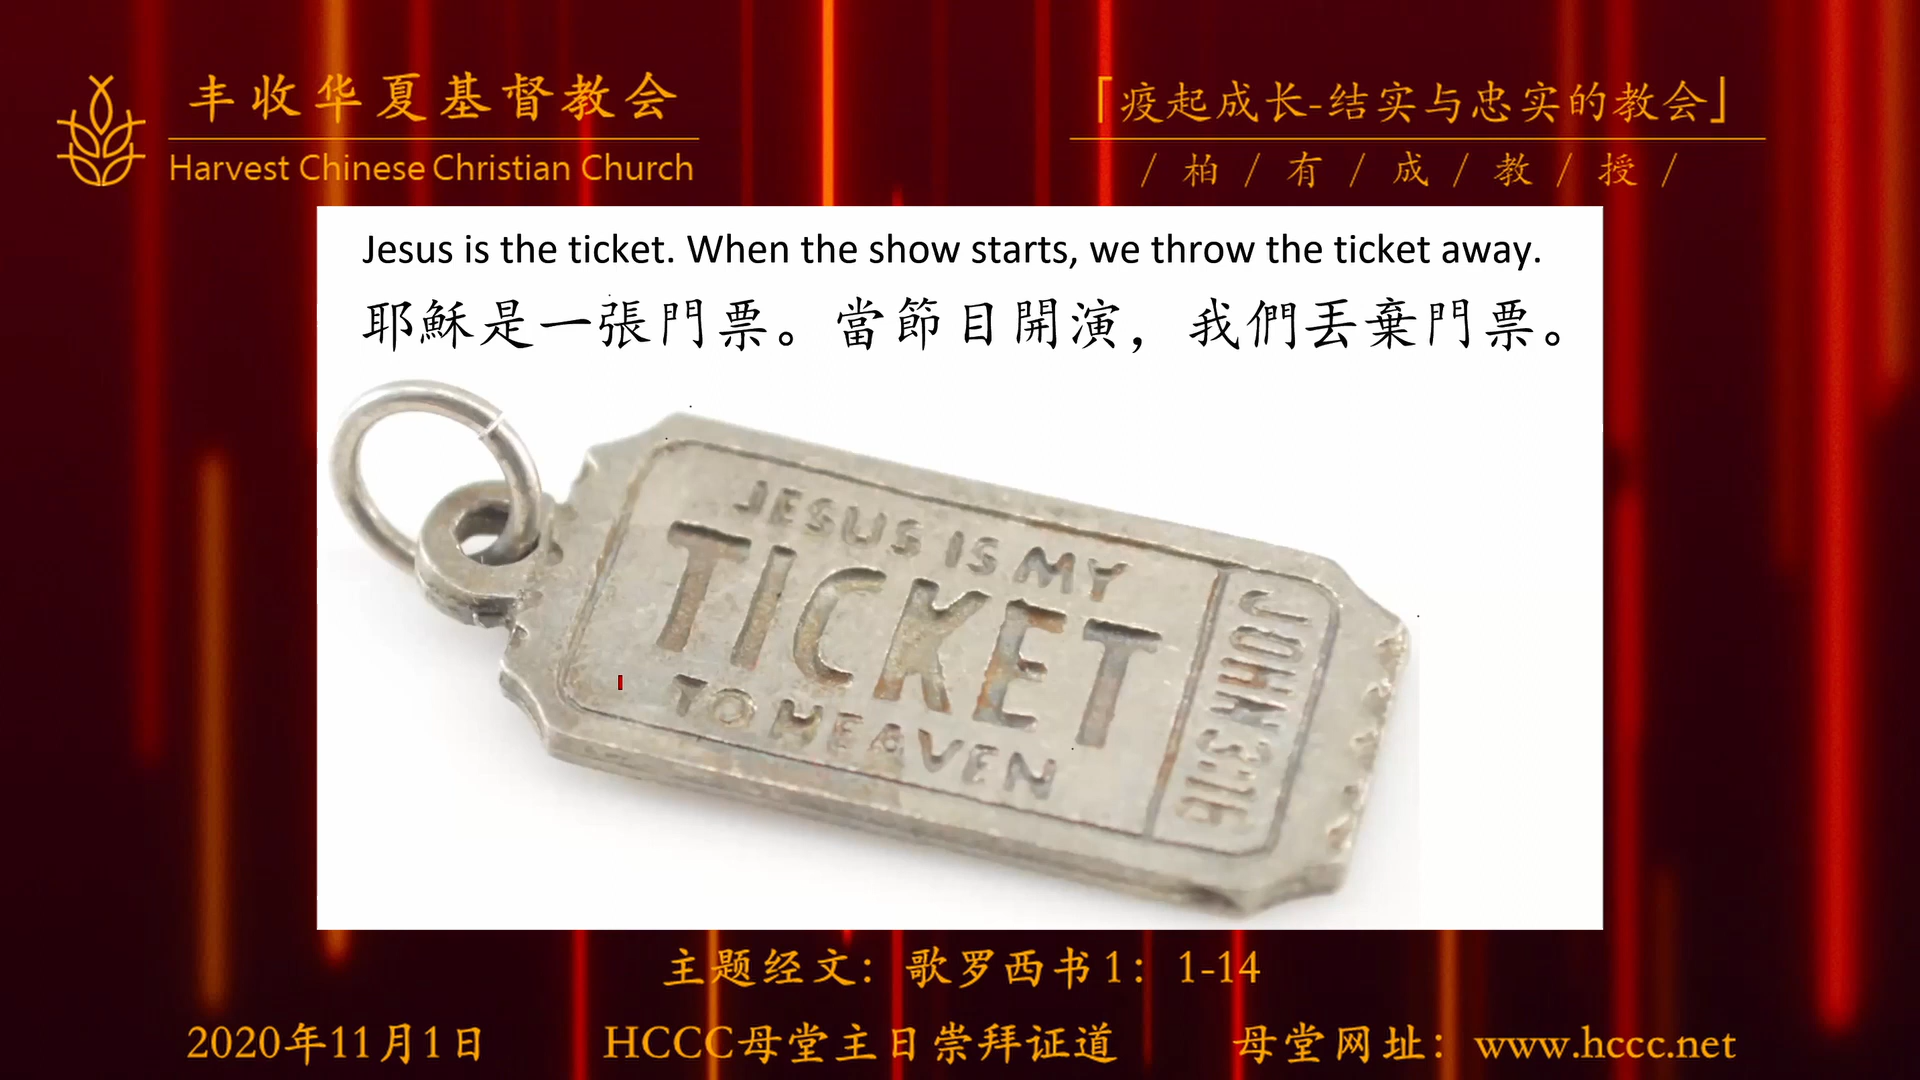 丰收华夏基督教会
Harvest Chinese Christian Church
「疫起成长-结实与忠实的教会」
/ 柏 / 有 / 成 / 教 / 授 /
Jesus is the ticket. When the show starts, we throw the ticket away.
耶穌是一張門票。當節目開演，我們丟棄門票。
JESUS IS MY
TICKET
TO HEAVEN
JOHN 3:16
主题经文：歌罗西书1：1-14
2020年11月1日
HCCC母堂主日崇拜证道
母堂网址：www.hccc.net